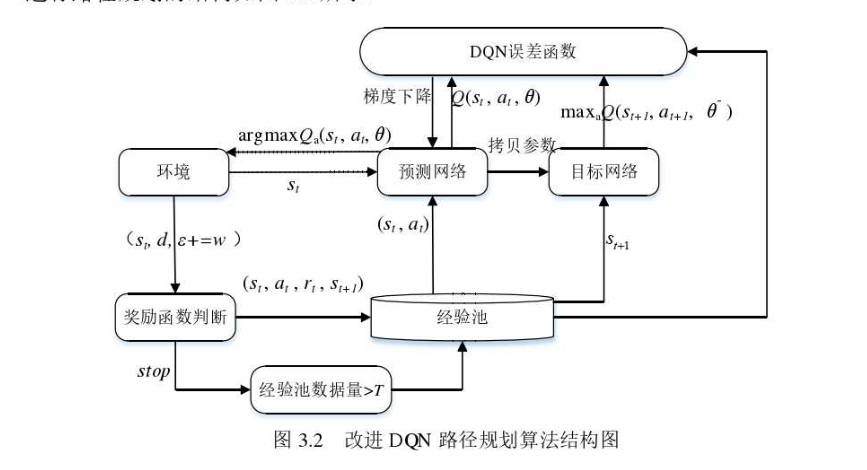 DQN误差函数
梯度下降
Q(st, at, θ)
maxaQ(st+1, at+1, θ-)
argmaxQa(st, at, θ)
拷贝参数
环境
预测网络
目标网络
st
(st, at)
(st, d, ε+=w)
st+1
(st, at, rt, st+1)
奖励函数判断
经验池
stop
经验池数据量>T
图 3.2 改进 DQN 路径规划算法结构图